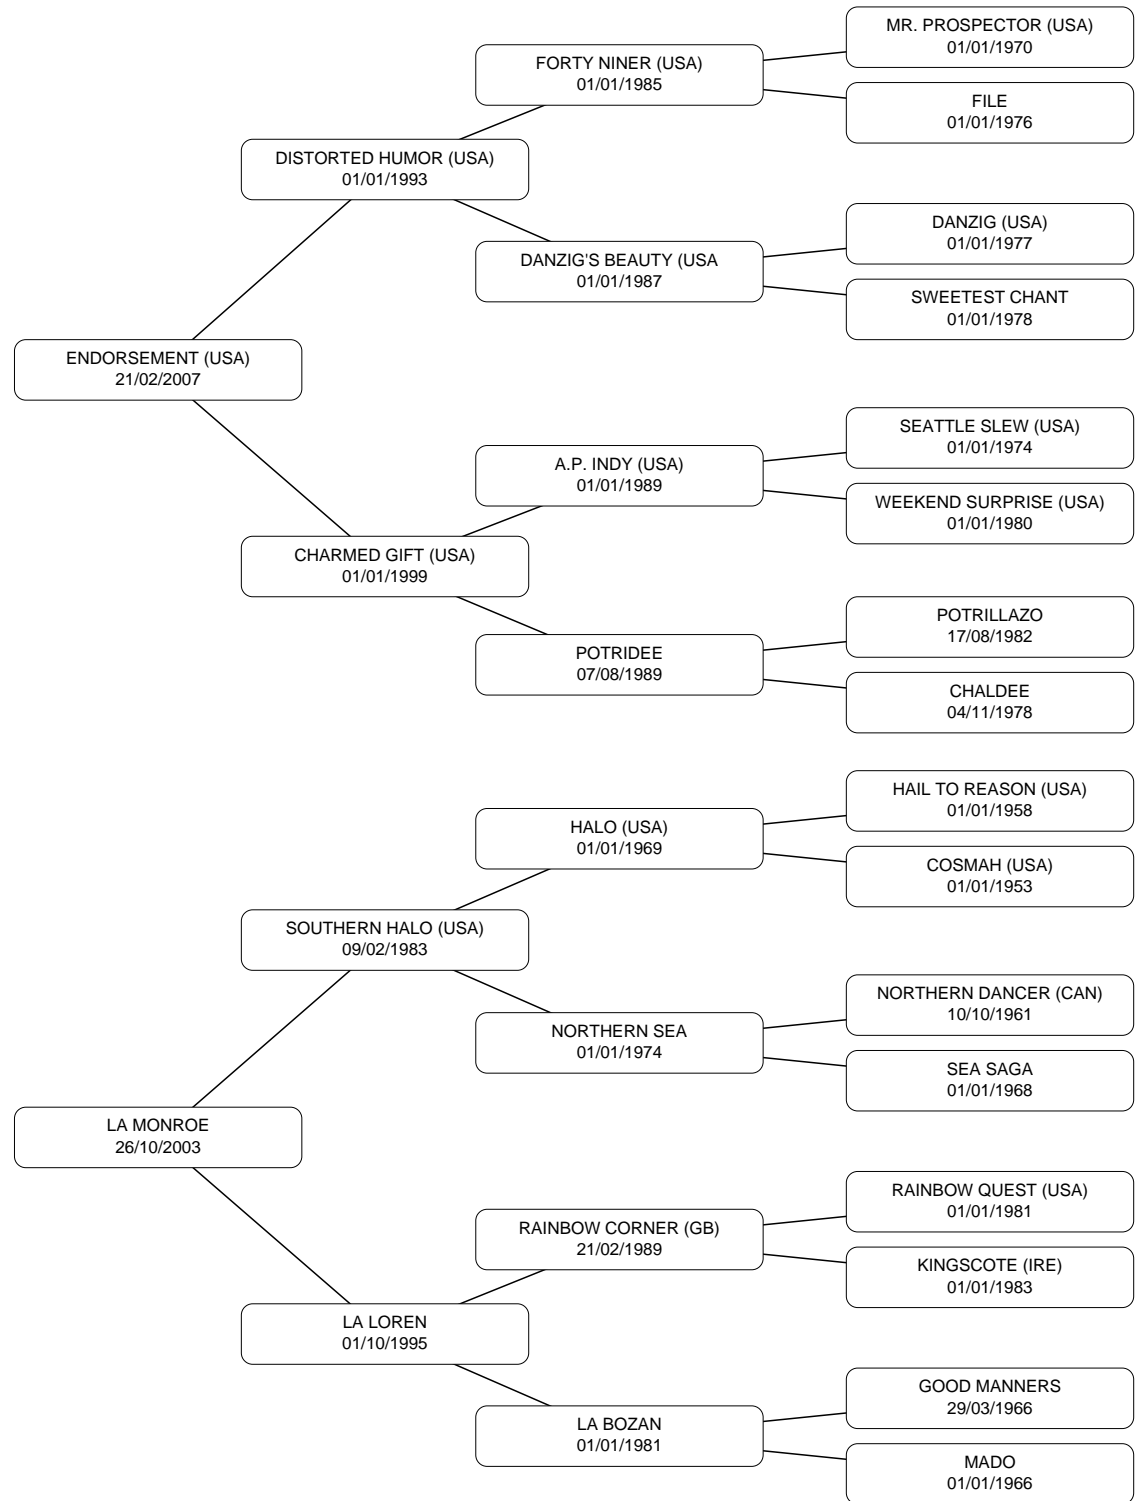 MR. PROSPECTOR (USA)
01/01/1970
FORTY NINER (USA)
01/01/1985
FILE
01/01/1976
DISTORTED HUMOR (USA)
01/01/1993
DANZIG (USA)
01/01/1977
DANZIG'S BEAUTY (USA
01/01/1987
SWEETEST CHANT
01/01/1978
ENDORSEMENT (USA)
21/02/2007
SEATTLE SLEW (USA)
01/01/1974
A.P. INDY (USA)
01/01/1989
WEEKEND SURPRISE (USA)
01/01/1980
CHARMED GIFT (USA)
01/01/1999
POTRILLAZO
17/08/1982
POTRIDEE
07/08/1989
CHALDEE
04/11/1978
HAIL TO REASON (USA)
01/01/1958
HALO (USA)
01/01/1969
COSMAH (USA)
01/01/1953
SOUTHERN HALO (USA)
09/02/1983
NORTHERN DANCER (CAN)
10/10/1961
NORTHERN SEA
01/01/1974
SEA SAGA
01/01/1968
LA MONROE
26/10/2003
RAINBOW QUEST (USA)
01/01/1981
RAINBOW CORNER (GB)
21/02/1989
KINGSCOTE (IRE)
01/01/1983
LA LOREN
01/10/1995
GOOD MANNERS
29/03/1966
LA BOZAN
01/01/1981
MADO
01/01/1966